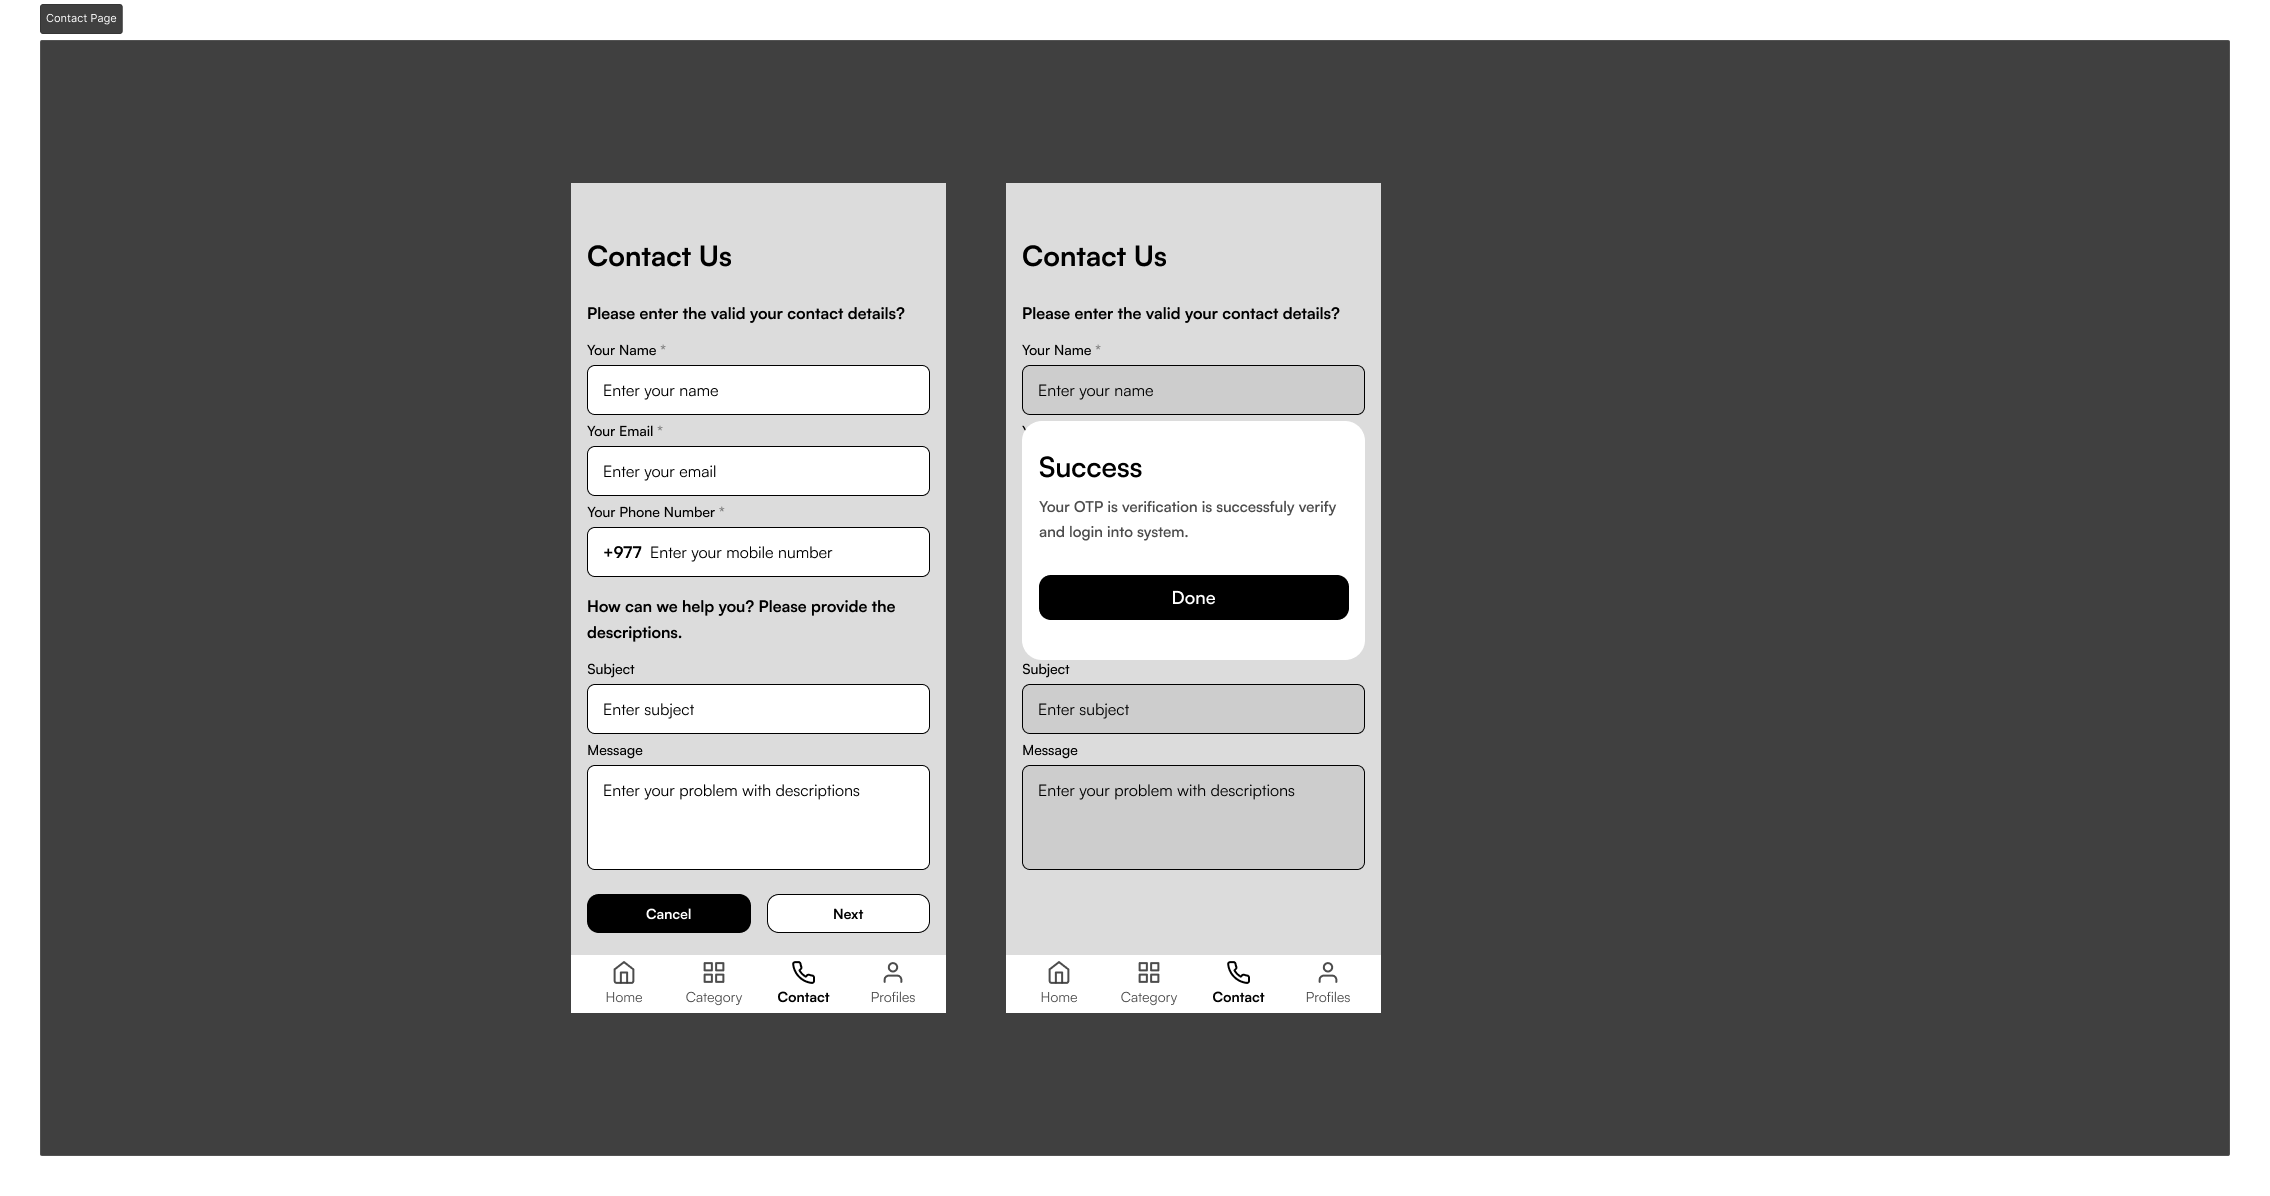 Contact Page
Contact Us
Please enter the valid your contact details?
Your Name *
Enter your name
Your Email *
Enter your email
Your Phone Number *
+977 Enter your mobile number
How can we help you? Please provide the
descriptions.
Subject
Enter subject
Message
Enter your problem with descriptions
Cancel Next
Home Category Contact Profiles
Contact Us
Please enter the valid your contact details?
Your Name *
Enter your name
Success
Your OTP is verification is successfuly verify
and login into system.
Done
Subject
Enter subject
Message
Enter your problem with descriptions
Home Category Contact Profiles